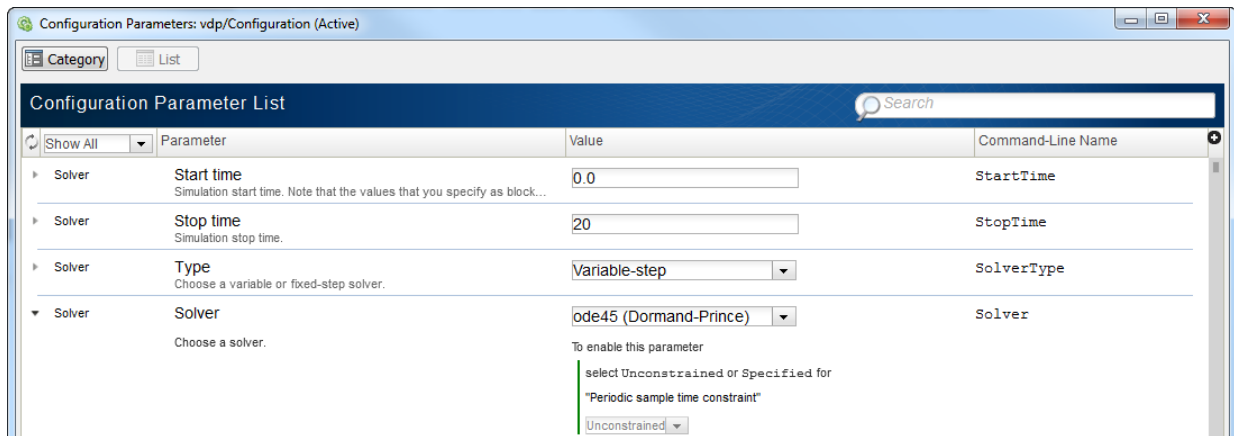 Configuration Parameters: vdp/Configuration (Active)
Category List
Configuration Parameter List Search
Show All Parameter Value Command-Line Name
Solver Start time 0.0 StartTime
Simulation start time. Note that the values that you specify as block...
Solver Stop time 20 StopTime
Simulation stop time.
Solver Type Variable-step SolverType
Choose a variable or fixed-step solver.
Solver Solver ode45 (Dormand-Prince) Solver
Choose a solver. To enable this parameter
select Unconstrained or Specified for
"Periodic sample time constraint"
Unconstrained